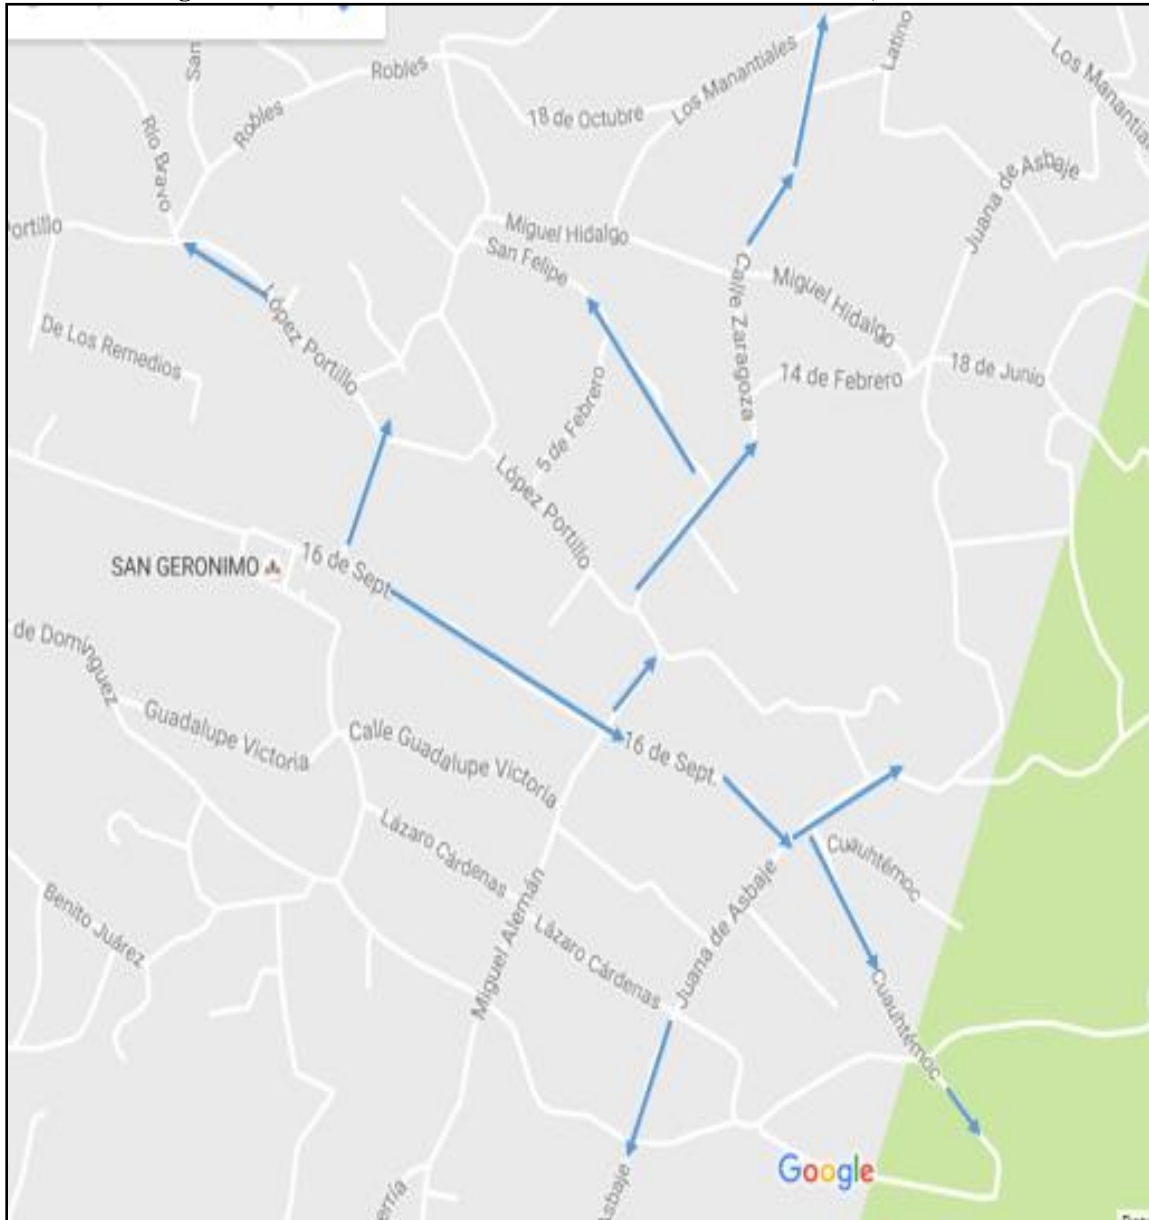 San
Robles
Robles
Río Bravo
18 de Octubre
Los Manantiales
Latino
Los Manantial
Juana de Asbaje
Portillo
Miguel Hidalgo
San Felipe
Calle Zaragoza
Miguel Hidalgo
De Los Remedios
López Portillo
14 de Febrero
18 de Junio
5 de Febrero
López Portillo
SAN GERONIMO
16 de Sept.
de Domínguez
Guadalupe Victoria
Calle Guadalupe Victoria
16 de Sept.
Lázaro Cárdenas
Cuauhtémoc
Benito Juárez
Miguel Alemán
Lázaro Cárdenas
Juana de Asbaje
Cuauhtémoc
Google
erría
Asbaje